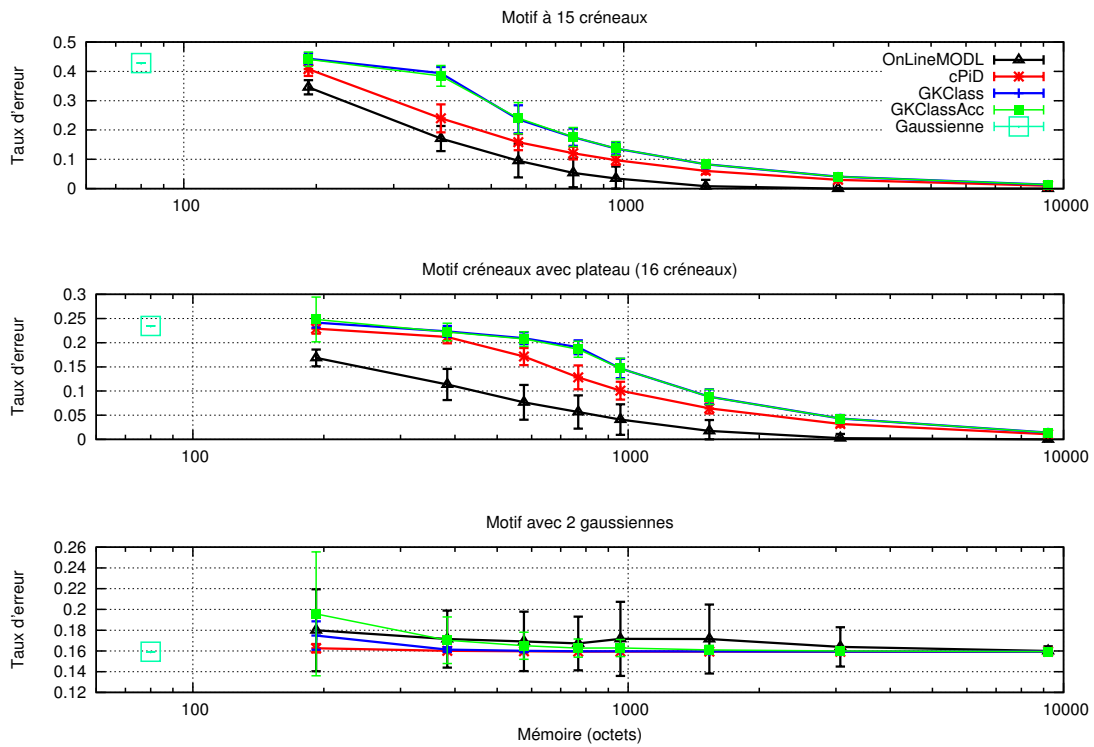 Motif à 15 créneaux
Taux d'erreur
0.5
0.4
0.3
0.2
0.1
0
100
1000
10000
OnLineMODL
cPiD
GKClass
GKClassAcc
Gaussienne
Motif créneaux avec plateau (16 créneaux)
Taux d'erreur
0.3
0.25
0.2
0.15
0.1
0.05
0
100
1000
10000
Motif avec 2 gaussiennes
Taux d'erreur
0.26
0.24
0.22
0.2
0.18
0.16
0.14
0.12
100
1000
10000
Mémoire (octets)